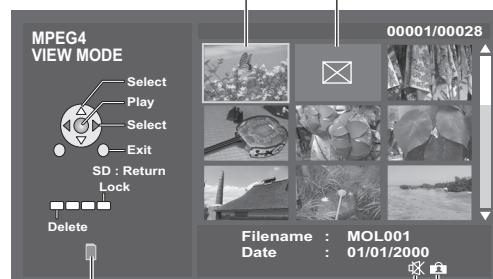 MPEG4
VIEW MODE
Select
Play
Select
Exit
SD : Return
Lock
Delete
00001/00028
Filename : MOL001
Date : 01/01/2000